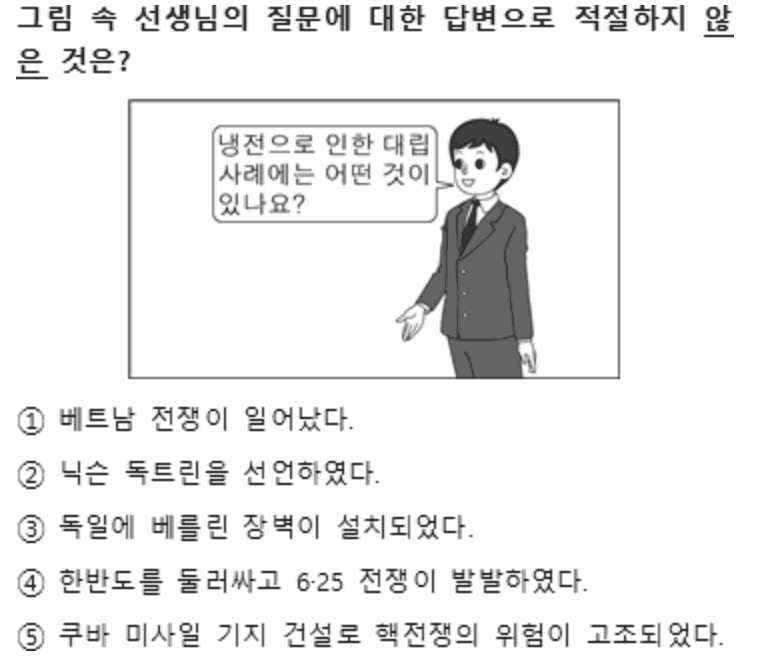 그림 속 선생님의 질문에 대한 답변으로 적절하지 않
은 것은?
냉전으로 인한 대립
사례에는 어떤 것이
있나요?
① 베트남 전쟁이 일어났다.
② 닉슨 독트린을 선언하였다.
③ 독일에 베를린 장벽이 설치되었다.
④ 한반도를 둘러싸고 6·25 전쟁이 발발하였다.
⑤ 쿠바 미사일 기지 건설로 핵전쟁의 위험이 고조되었다.